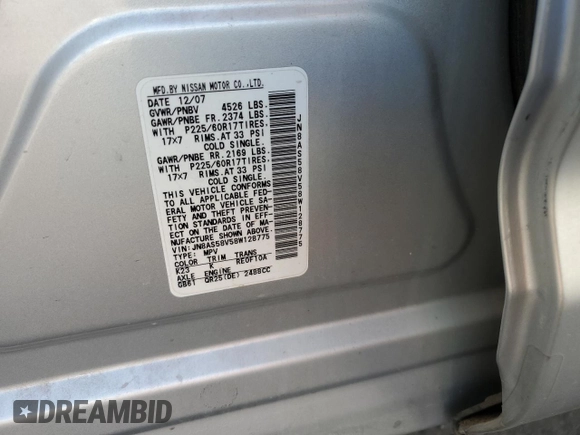 MFD.BY NISSAN MOTOR CO.,LTD.
DATE 12/07
GVWR/PNBV 4526 LBS.
GAWR/PNBE FR. 2374 LBS.
WITH P225/60R17TIRES.
17×7 RIMS.AT 33 PSI
COLD SINGLE.
GAWR/PNBE RR. 2169 LBS.
WITH P225/60R17TIRES.
17×7 RIMS.AT 33 PSI
COLD SINGLE.
THIS VEHICLE CONFORMS
TO ALL APPLICABLE FED-
ERAL MOTOR VEHICLE SA-
FETY AND THEFT PREVEN-
TION STANDARDS IN EFF-
ECT ON THE DATE OF MA-
NUFACTURE SHOWN ABOVE.
VIN:JN8AS58V58W128775
TYPE: MPV
COLOR TRIM TRANS
K23 K RE0F10A
AXLE ENGINE
GB61 QR25(DE) 2488CC
JN8AS58V58W128775
DREAMBID